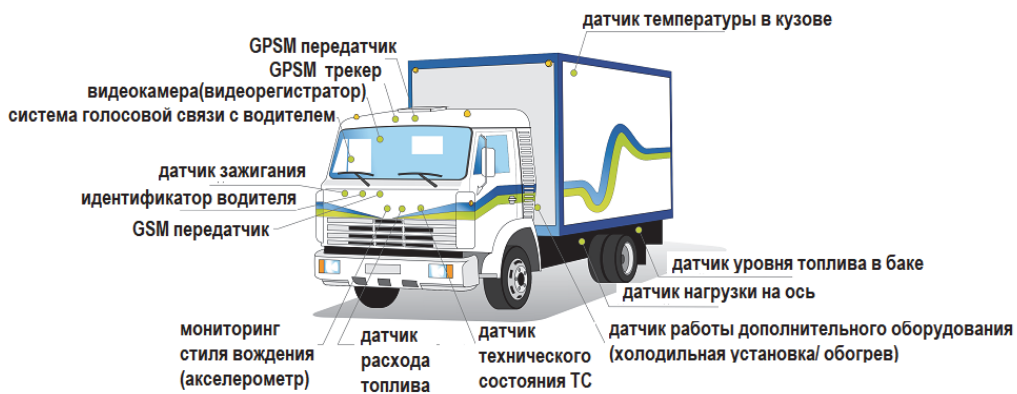 датчик температуры в кузове
GPSM передатчик
GPSM трекер
видеокамера(видеорегистратор)
система голосовой связи с водителем
датчик зажигания
идентификатор водителя
GSM передатчик
датчик уровня топлива в баке
датчик нагрузки на ось
датчик работы дополнительного оборудования
(холодильная установка/ обогрев)
мониторинг
стиля вождения
(акселерометр)
датчик
расхода
топлива
датчик
технического
состояния ТС